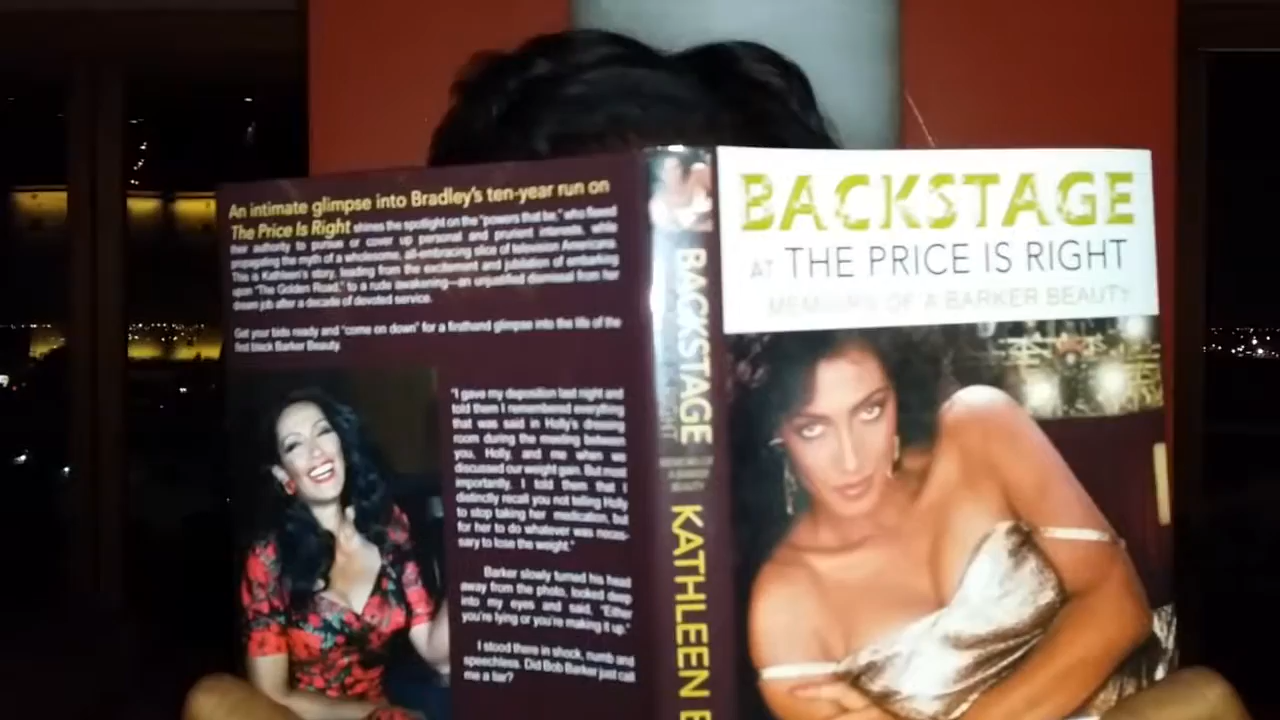 An intimate glimpse into Bradley's ten-year run on
The Price Is Right shines the spotlight on the "powers that be," who flexed
their authority to pursue or cover up personal and prurient interests, while
propagating the myth of a wholesome, all-embracing slice of television Americana.
This is Kathleen's story, leading from the excitement and jubilation of embarking
upon "The Golden Road," to a rude awakening—an unjustified dismissal from her
dream job after a decade of devoted service.
Get your bids ready and "come on down" for a firsthand glimpse into the life of the
first black Barker Beauty.
"I gave my deposition last night and
told them I remembered everything
that was said in Holly's dressing
room during the meeting between
you, Holly, and me when we
discussed our weight gain. But most
importantly, I told them that I
distinctly recall you not telling Holly
to stop taking her medication, but
for her to do whatever was neces-
sary to lose the weight."
Barker slowly turned his head
away from the photo, looked deep
into my eyes and said, "Either
you're lying or you're making it up."
I stood there in shock, numb and
speechless. Did Bob Barker just call
me a liar?
BACKSTAGE
KATHLEEN B
BACKSTAGE
AT THE PRICE IS RIGHT
MEMOIRS OF A BARKER BEAUTY